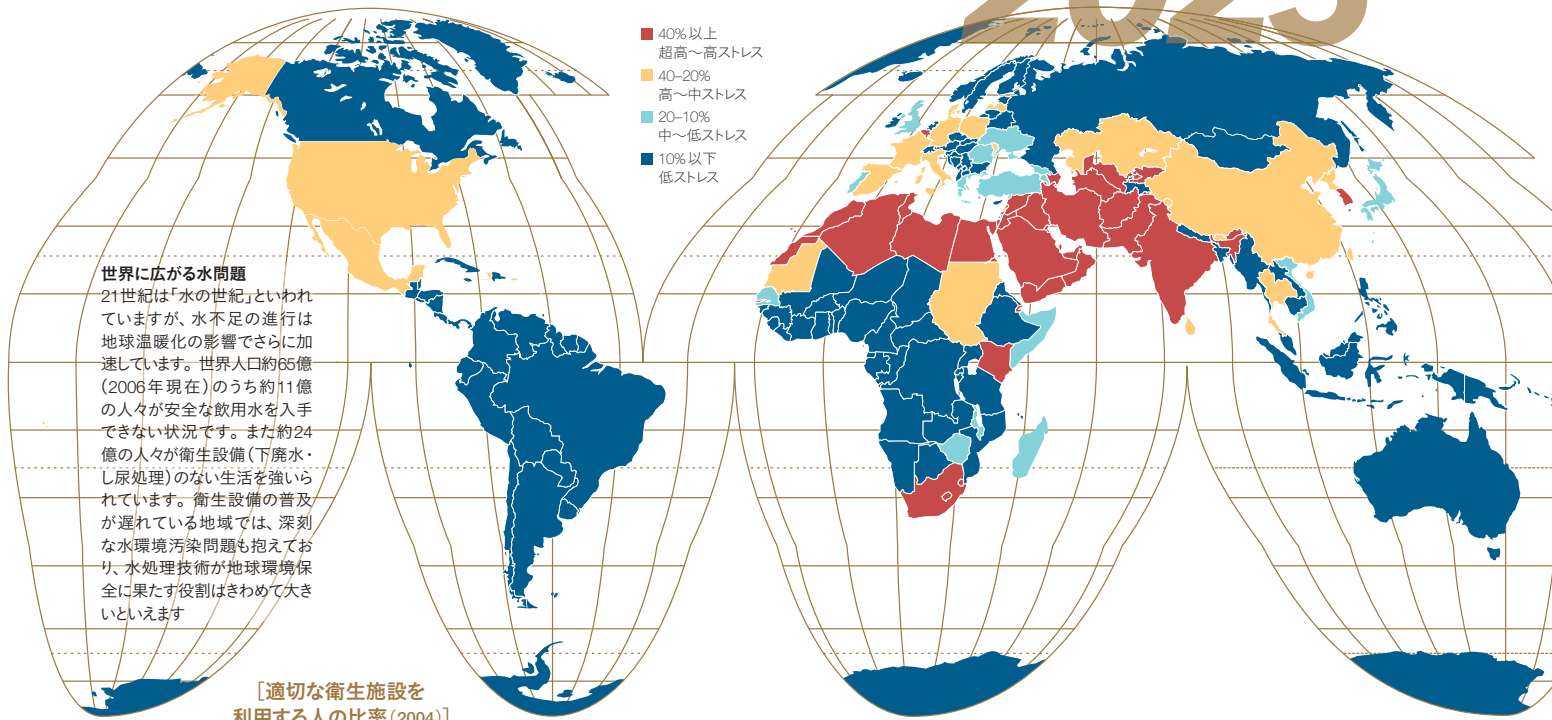 2025
40%以上
超高〜高ストレス
40–20%
高〜中ストレス
20–10%
中〜低ストレス
10%以下
低ストレス
世界に広がる水問題
21世紀は「水の世紀」といわれ
ていますが、水不足の進行は
地球温暖化の影響でさらに加
速しています。世界人口約65億
（2006年現在）のうち約11億
の人々が安全な飲用水を入手
できない状況です。また約24
億の人々が衛生設備（下廃水・
し尿処理）のない生活を強いら
れています。衛生設備の普及
が遅れている地域では、深刻
な水環境汚染問題も抱えてお
り、水処理技術が地球環境保
全に果たす役割はきわめて大き
いといえます
［適切な衛生施設を
利用する人の比率（2004）］